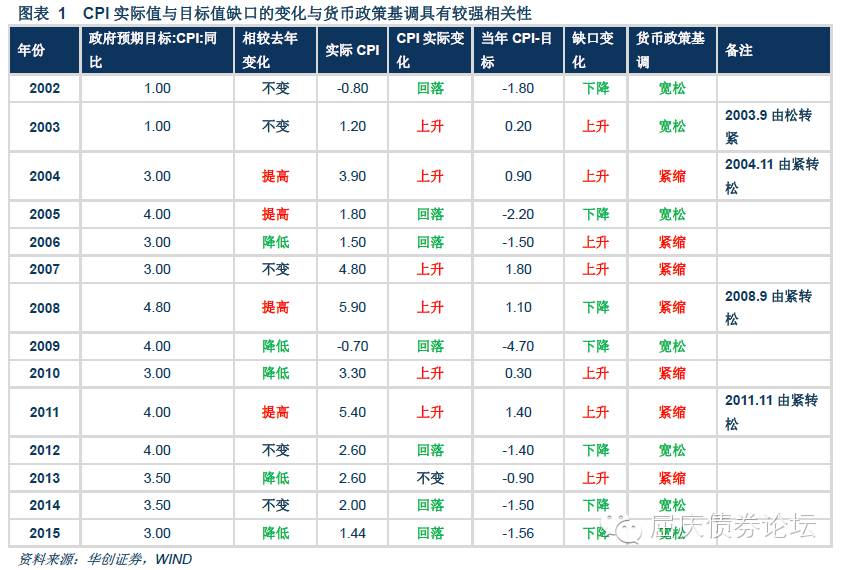 图表 1 CPI 实际值与目标值缺口的变化与货币政策基调具有较强相关性
年份 政府预期目标:CPI:同比 相较去年变化 实际 CPI CPI 实际变化 当年 CPI-目标 缺口变化 货币政策基调 备注
2002 1.00 不变 -0.80 回落 -1.80 下降 宽松
2003 1.00 不变 1.20 上升 0.20 上升 宽松 2003.9 由松转紧
2004 3.00 提高 3.90 上升 0.90 上升 紧缩 2004.11 由紧转松
2005 4.00 提高 1.80 回落 -2.20 下降 宽松
2006 3.00 降低 1.50 回落 -1.50 上升 紧缩
2007 3.00 不变 4.80 上升 1.80 上升 紧缩
2008 4.80 提高 5.90 上升 1.10 下降 紧缩 2008.9 由紧转松
2009 4.00 降低 -0.70 回落 -4.70 下降 宽松
2010 3.00 降低 3.30 上升 0.30 上升 紧缩
2011 4.00 提高 5.40 上升 1.40 上升 紧缩 2011.11 由紧转松
2012 4.00 不变 2.60 回落 -1.40 下降 宽松
2013 3.50 降低 2.60 不变 -0.90 上升 紧缩
2014 3.50 不变 2.00 回落 -1.50 下降 宽松
2015 3.00 降低 1.44 回落 -1.56 下降 宽松
屈庆债券论坛
资料来源：华创证券，WIND